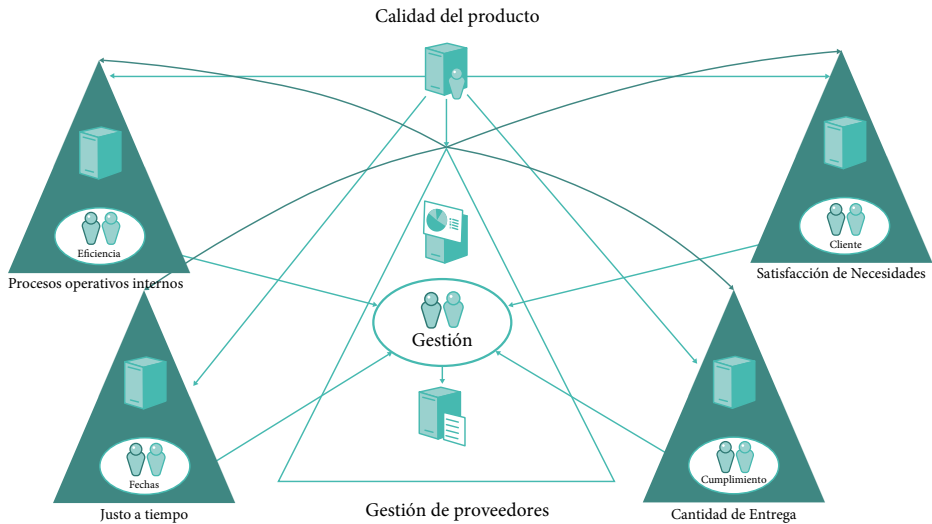 Calidad del producto
Eficiencia
Procesos operativos internos
Cliente
Satisfacción de Necesidades
Gestión
Fechas
Justo a tiempo
Cumplimiento
Cantidad de Entrega
Gestión de proveedores